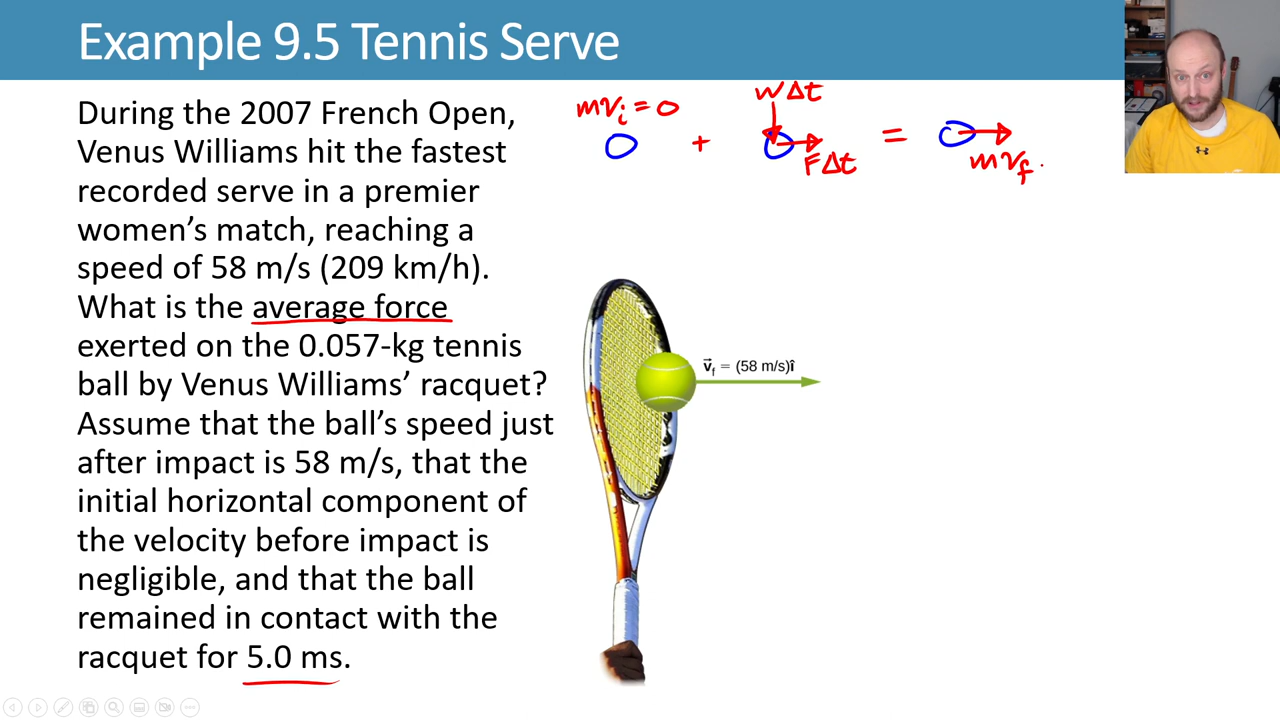 Example 9.5 Tennis Serve
During the 2007 French Open,
Venus Williams hit the fastest
recorded serve in a premier
women’s match, reaching a
speed of 58 m/s (209 km/h).
What is the average force
exerted on the 0.057-kg tennis
ball by Venus Williams’ racquet?
Assume that the ball’s speed just
after impact is 58 m/s, that the
initial horizontal component of
the velocity before impact is
negligible, and that the ball
remained in contact with the
racquet for 5.0 ms.
mvᵢ = 0
+
WΔt
FΔt
=
mv_f
v⃗_f = (58 m/s)î